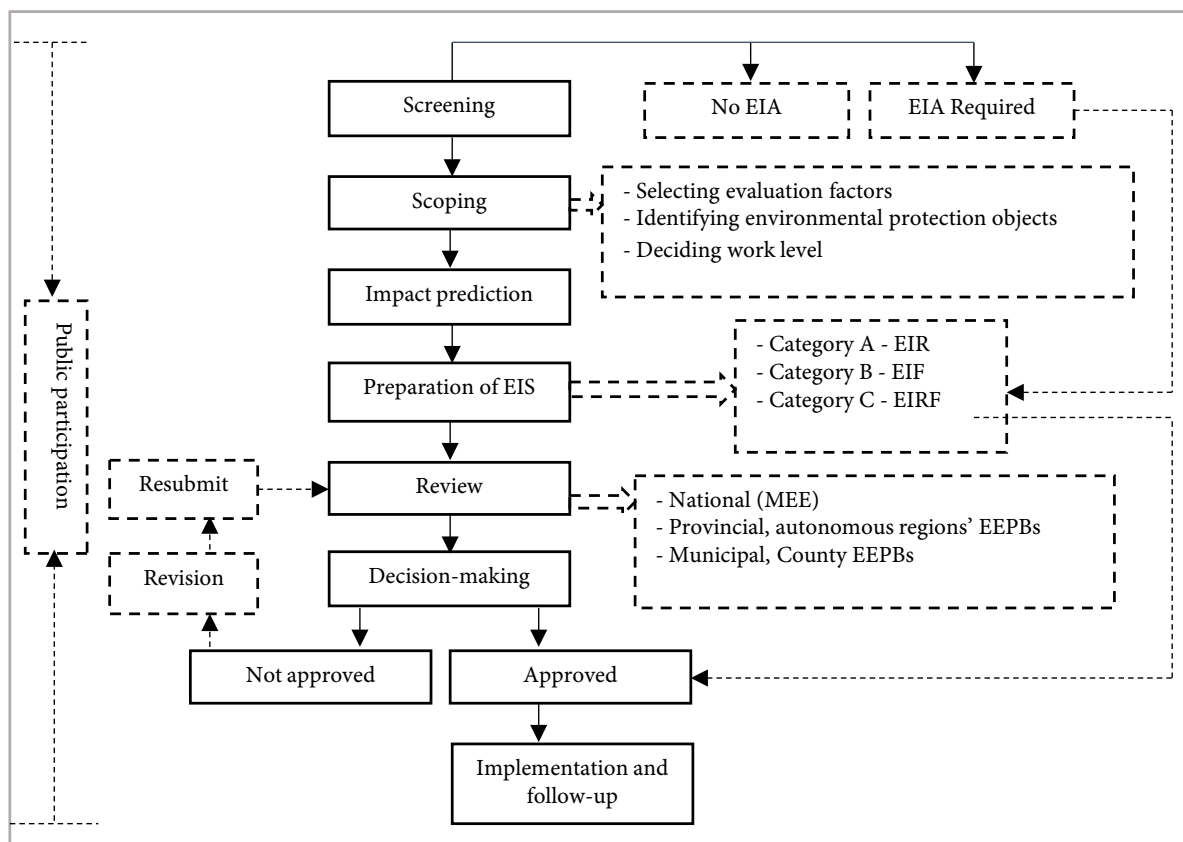 Screening
No EIA
EIA Required
Scoping
- Selecting evaluation factors
- Identifying environmental protection objects
- Deciding work level
Impact prediction
Public participation
Preparation of EIS
- Category A - EIR
- Category B - EIF
- Category C - EIRF
Resubmit
Review
- National (MEE)
- Provincial, autonomous regions’ EEPBs
- Municipal, County EEPBs
Revision
Decision-making
Not approved
Approved
Implementation and
follow-up